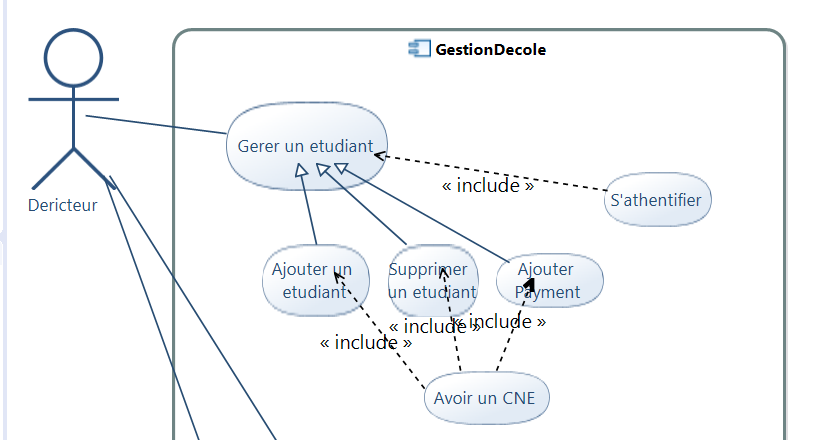 GestionDecole
Gerer un etudiant
« include »
S'athentifier
Dericteur
Ajouter un
etudiant
Supprimer
un etudiant
Ajouter
Payment
« include »
« include »
« include »
Avoir un CNE